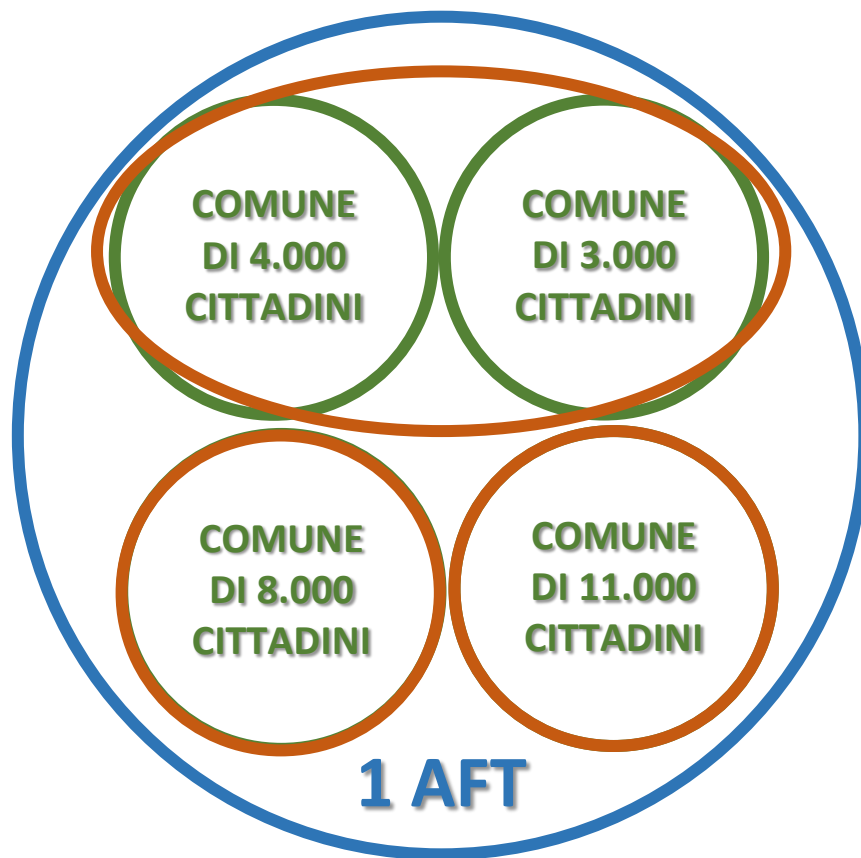 COMUNE
DI 4.000
CITTADINI
COMUNE
DI 3.000
CITTADINI
COMUNE
DI 8.000
CITTADINI
COMUNE
DI 11.000
CITTADINI
1 AFT